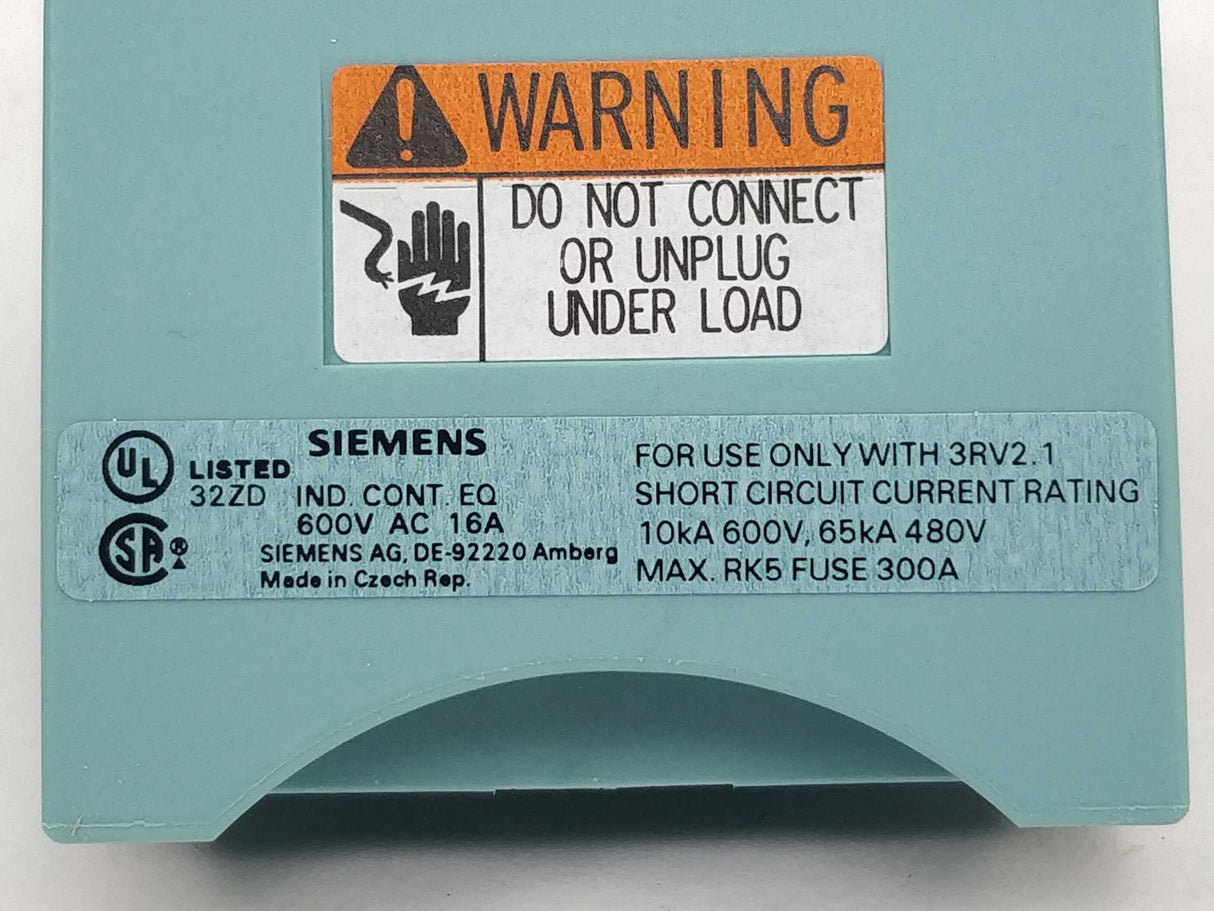 WARNING
DO NOT CONNECT
OR UNPLUG
UNDER LOAD
UL LISTED
32ZD
SA
SIEMENS
IND. CONT. EQ
600V AC 16A
SIEMENS AG, DE-92220 Amberg
Made in Czech Rep.
FOR USE ONLY WITH 3RV2.1
SHORT CIRCUIT CURRENT RATING
10kA 600V, 65kA 480V
MAX. RK5 FUSE 300A